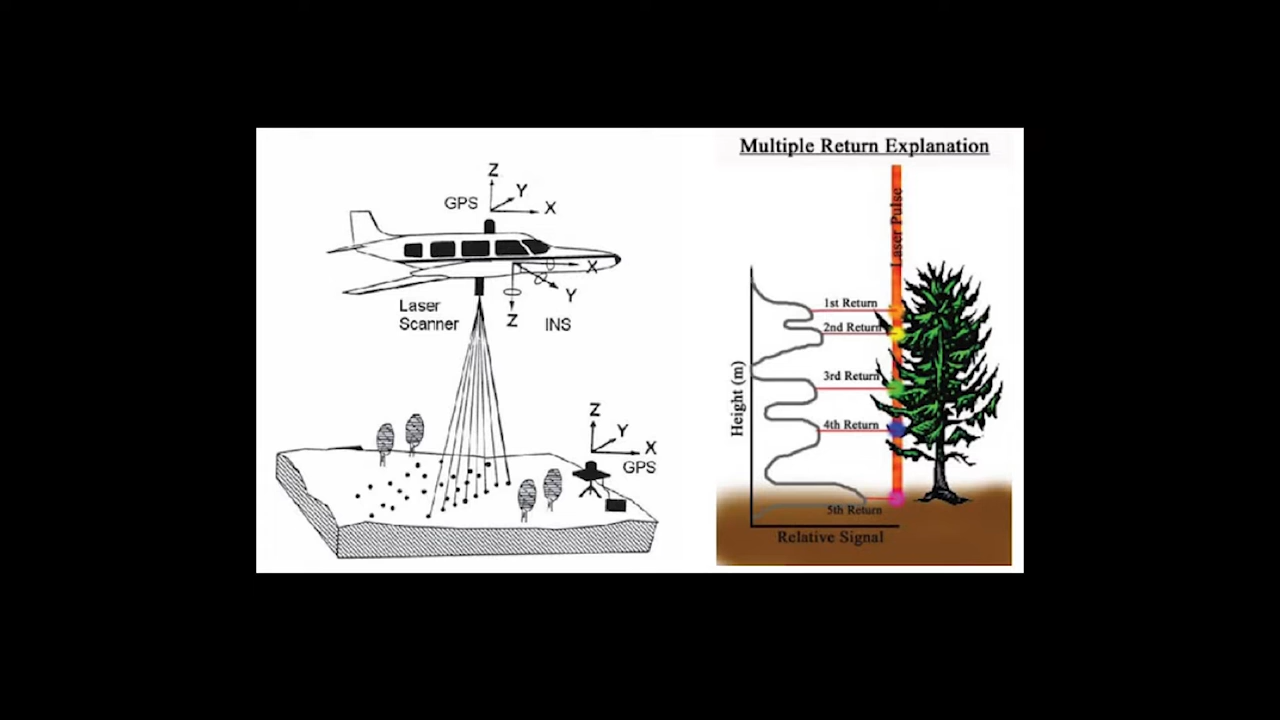 Z
Y
GPS
X
X
Y
Laser
Scanner
Z
INS
Z
Y
X
GPS
Multiple Return Explanation
Laser Pulse
1st Return
2nd Return
3rd Return
4th Return
5th Return
Height (m)
Relative Signal